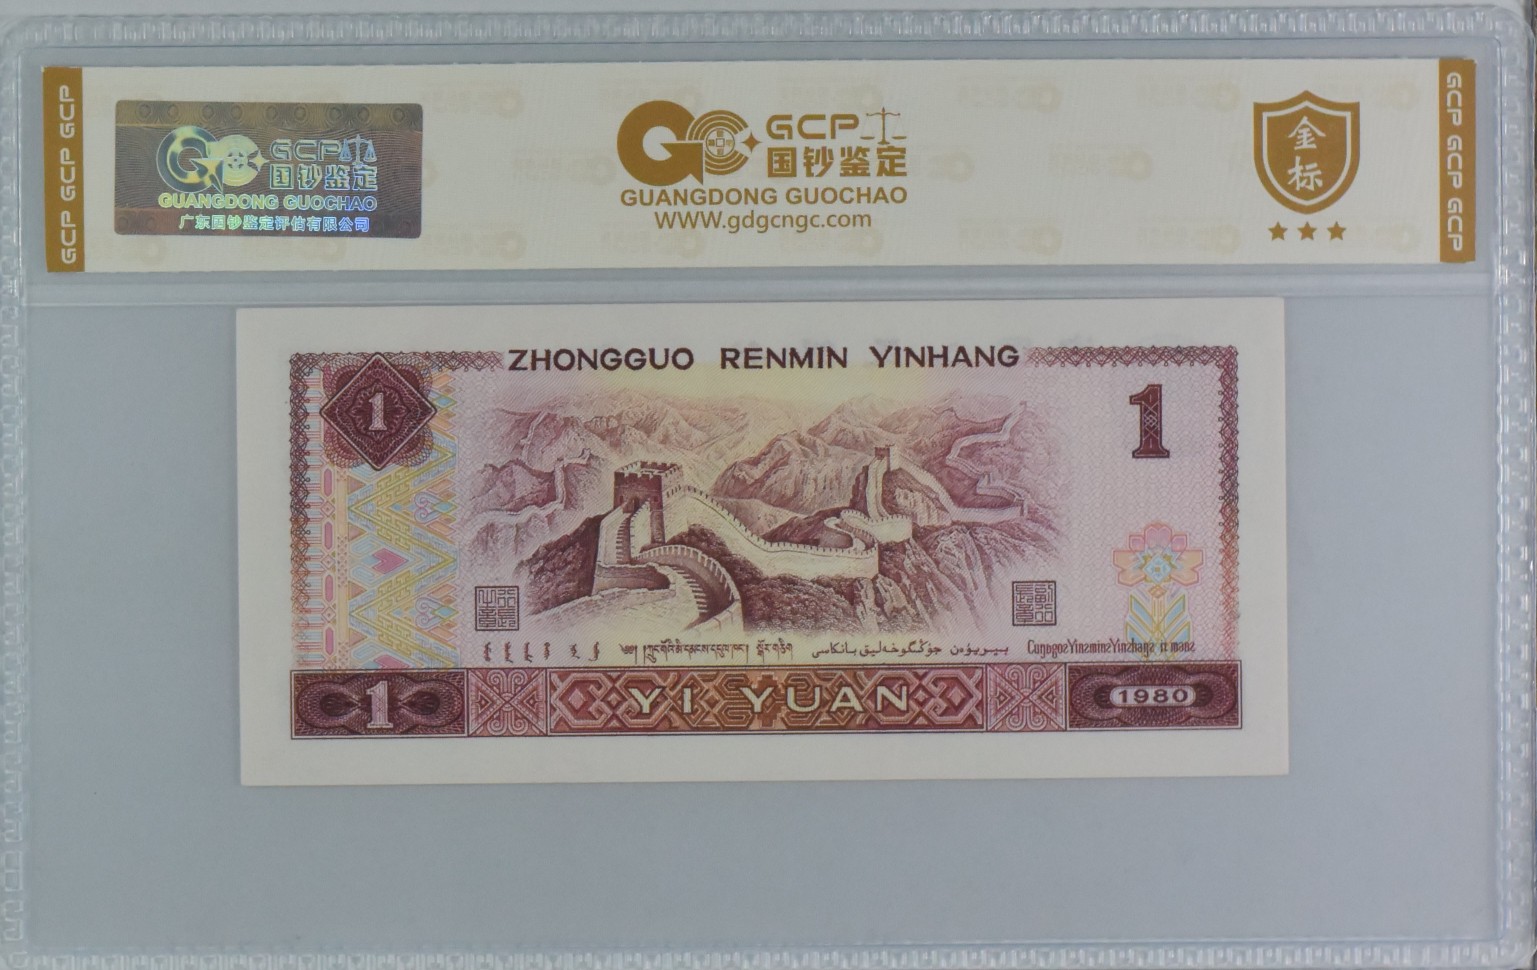 GCP GCP GCP
GCP 国钞鉴定
GUANGDONG GUOCHAO
广东国钞鉴定评估有限公司
GCP
国钞鉴定
GUANGDONG GUOCHAO
WWW.gdgcngc.com
金标
GCP GCP GCP
ZHONGGUO RENMIN YINHANG
1
1
1
YI YUAN
1980